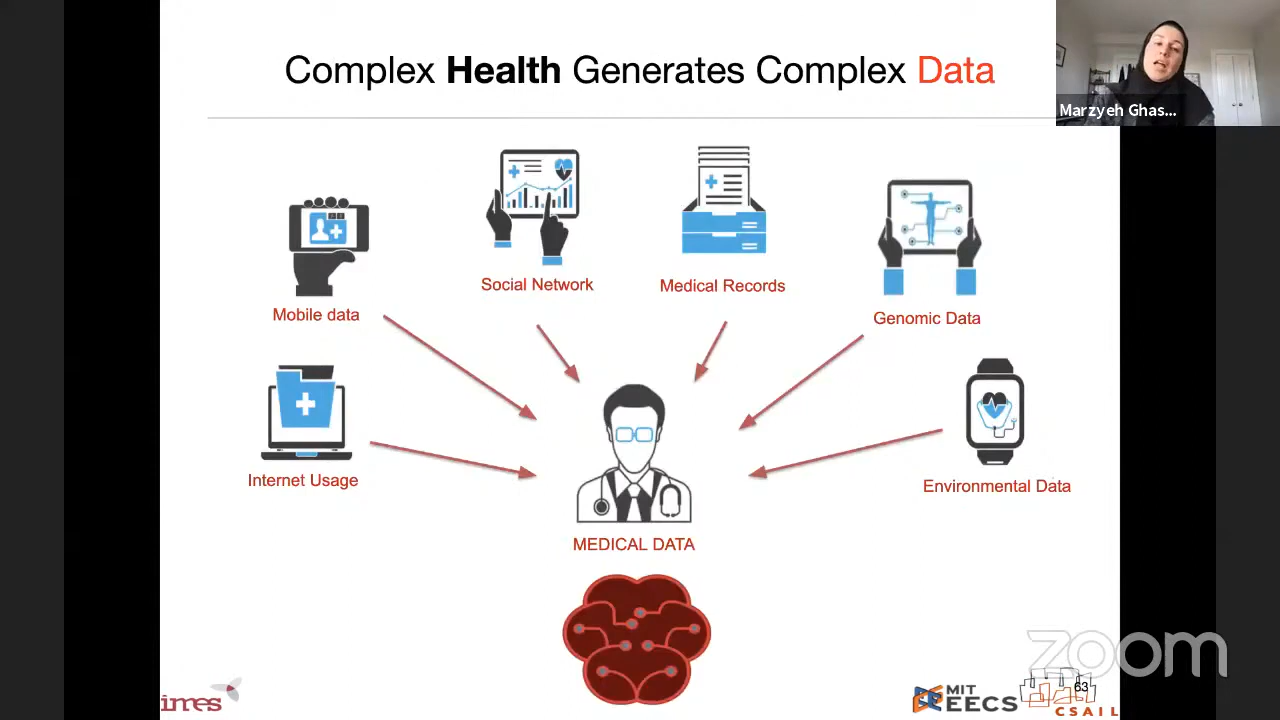 Complex Health Generates Complex Data
Marzyeh Ghas...
Social Network
Medical Records
Mobile data
Genomic Data
Internet Usage
Environmental Data
MEDICAL DATA
imes
MIT
EECS
63
CSAIL
zoom